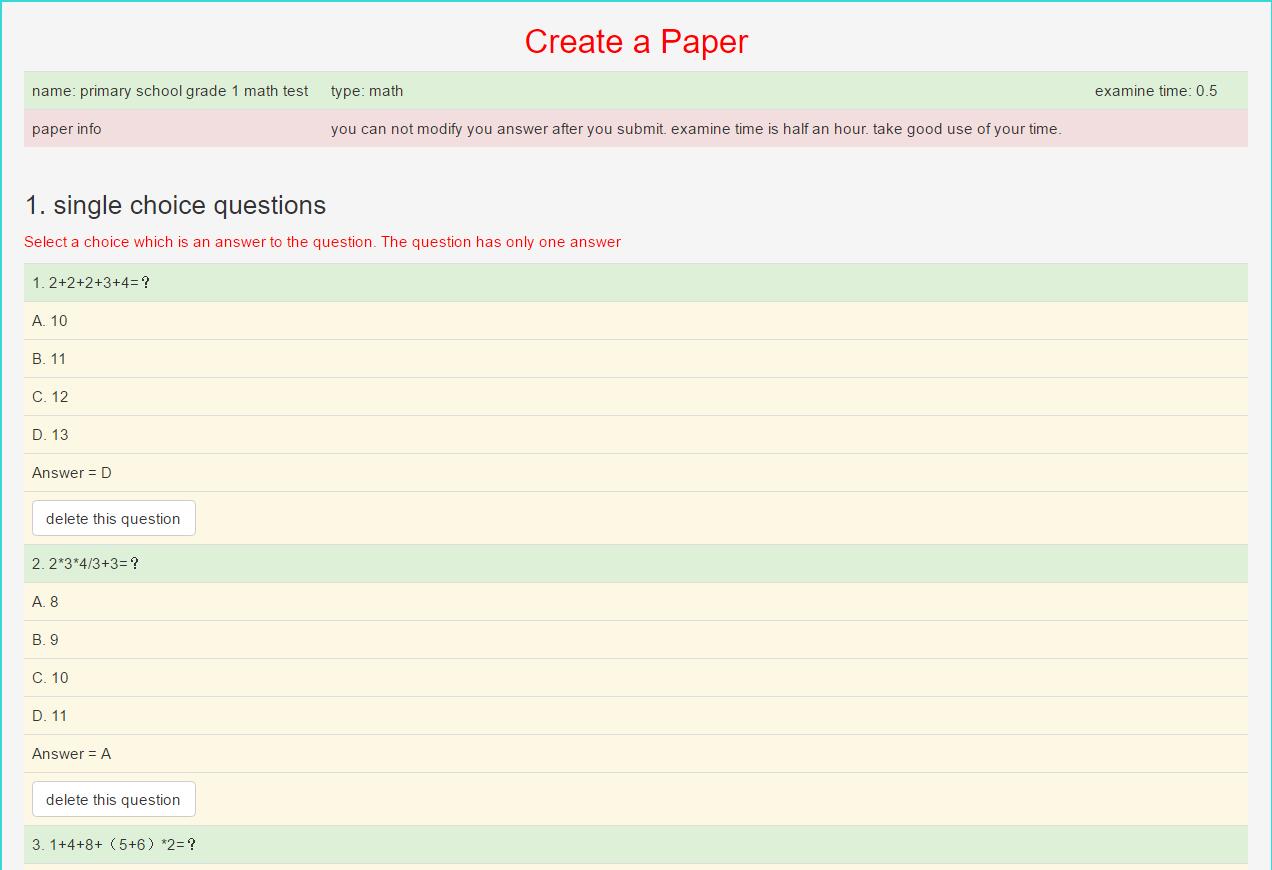 Create a Paper
name: primary school grade 1 math test type: math examine time: 0.5
paper info you can not modify you answer after you submit. examine time is half an hour. take good use of your time.
1. single choice questions
Select a choice which is an answer to the question. The question has only one answer
1. 2+2+2+3+4=？
A. 10
B. 11
C. 12
D. 13
Answer = D
delete this question
2. 2*3*4/3+3=？
A. 8
B. 9
C. 10
D. 11
Answer = A
delete this question
3. 1+4+8+（5+6）*2=？